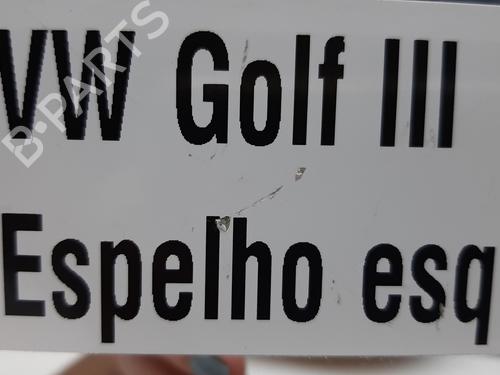 B-PARTS
VW Golf III
Espelho esq